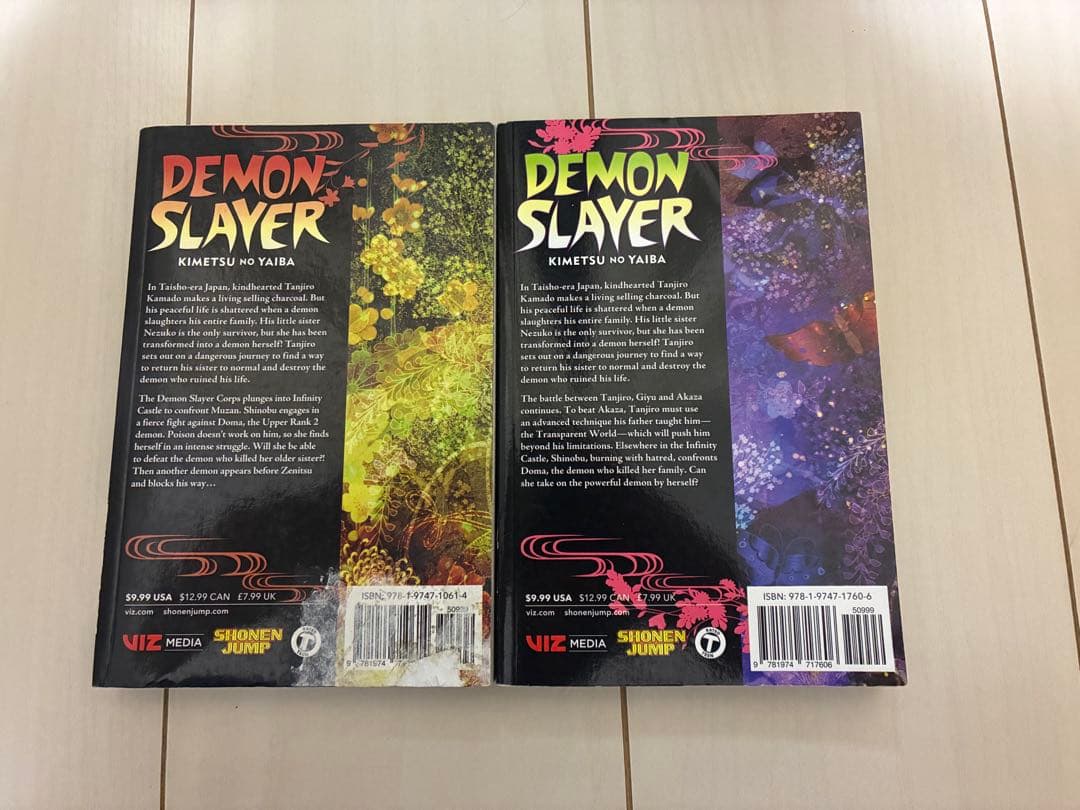 DEMON
SLAYER
KIMETSU NO YAIBA
In Taisho-era Japan, kindhearted Tanjiro
Kamado makes a living selling charcoal. But
his peaceful life is shattered when a demon
slaughters his entire family. His little sister
Nezuko is the only survivor, but she has been
transformed into a demon herself! Tanjiro
sets out on a dangerous journey to find a way
to return his sister to normal and destroy the
demon who ruined his life.
The Demon Slayer Corps plunges into Infinity
Castle to confront Muzan. Shinobu engages in
a fierce fight against Doma, the Upper Rank 2
demon. Poison doesn't work on him, so she finds
herself in an intense struggle. Will she be able
to defeat the demon who killed her older sister?!
Then another demon appears before Zenitsu
and blocks his way...
$9.99 USA $12.99 CAN £7.99 UK
viz.com shonenjump.com
VIZ MEDIA
SHONEN
JUMP
T
ISBN: 978-1-9747-1061-4
9 781974
DEMON
SLAYER
KIMETSU NO YAIBA
In Taisho-era Japan, kindhearted Tanjiro
Kamado makes a living selling charcoal. But
his peaceful life is shattered when a demon
slaughters his entire family. His little sister
Nezuko is the only survivor, but she has been
transformed into a demon herself! Tanjiro
sets out on a dangerous journey to find a way
to return his sister to normal and destroy the
demon who ruined his life.
The battle between Tanjiro, Giyu and Akaza
continues. To beat Akaza, Tanjiro must use
an advanced technique his father taught him—
the Transparent World—which will push him
beyond his limitations. Elsewhere in the Infinity
Castle, Shinobu, burning with hatred, confronts
Doma, the demon who killed her family. Can
she take on the powerful demon by herself?
$9.99 USA $12.99 CAN £7.99 UK
viz.com shonenjump.com
VIZ MEDIA
SHONEN
JUMP
RATED
T
TEEN
ISBN: 978-1-9747-1760-6
50999
9 781974 717606